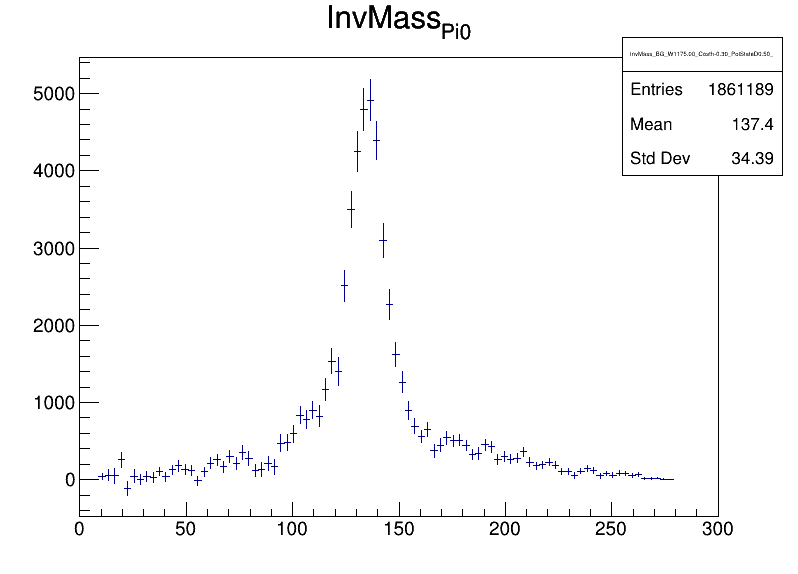 InvMass_Pi0
InvMass_BG_W1175.00_Costh-0.30_PolStateD0.50_
Entries 1861189
Mean 137.4
Std Dev 34.39
5000
4000
3000
2000
1000
0
0 50 100 150 200 250 300